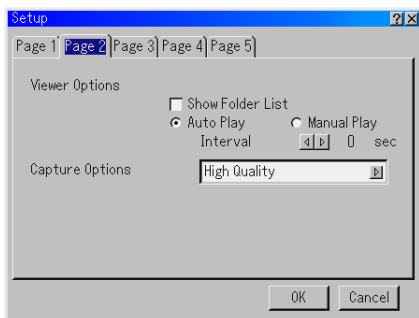 Setup ? ×
Page 1 Page 2 Page 3 Page 4 Page 5
Viewer Options
Show Folder List
Auto Play Manual Play
Interval 0 sec
Capture Options High Quality
OK Cancel